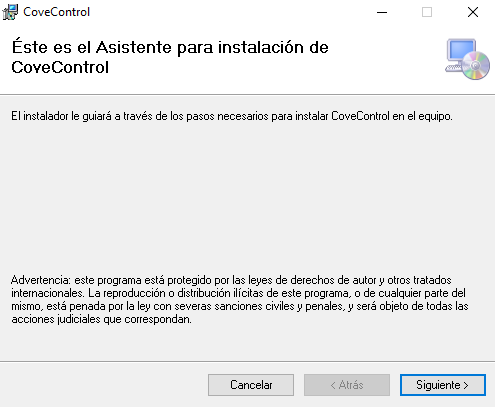 CoveControl
Éste es el Asistente para instalación de
CoveControl
El instalador le guiará a través de los pasos necesarios para instalar CoveControl en el equipo.
Advertencia: este programa está protegido por las leyes de derechos de autor y otros tratados
internacionales. La reproducción o distribución ilícitas de este programa, o de cualquier parte del
mismo, está penada por la ley con severas sanciones civiles y penales, y será objeto de todas las
acciones judiciales que correspondan.
Cancelar
< Atrás
Siguiente >